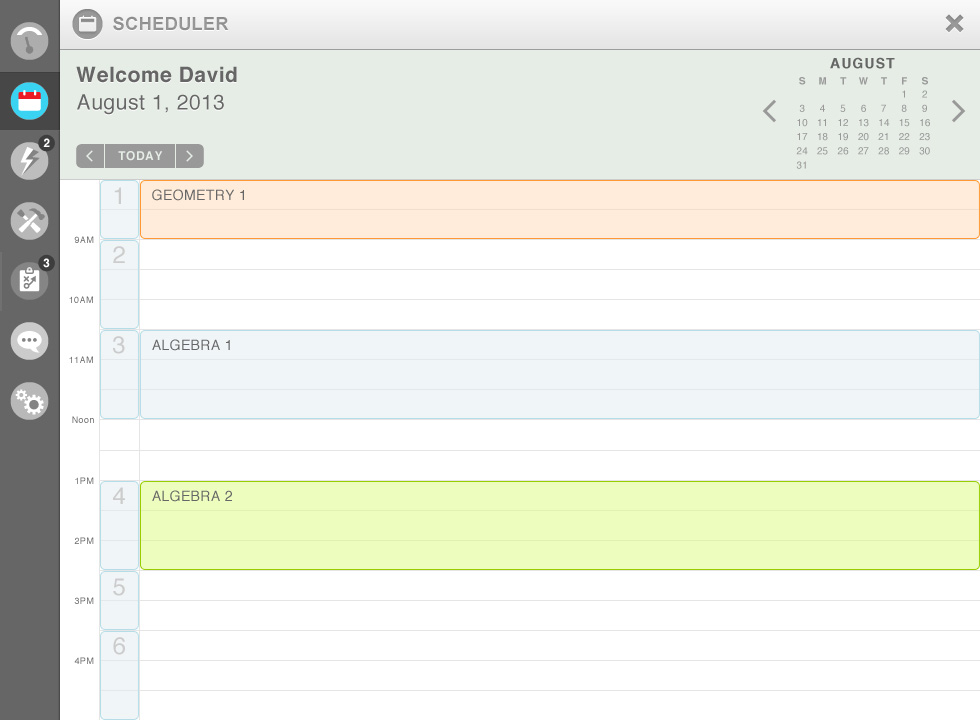 SCHEDULER
Welcome David
August 1, 2013
TODAY
AUGUST
S M T W T F S
1 2
3 4 5 6 7 8 9
10 11 12 13 14 15 16
17 18 19 20 21 22 23
24 25 26 27 28 29 30
31
2
3
1 GEOMETRY 1
9AM
2
10AM
3 ALGEBRA 1
11AM
Noon
1PM
4 ALGEBRA 2
2PM
5
3PM
6
4PM